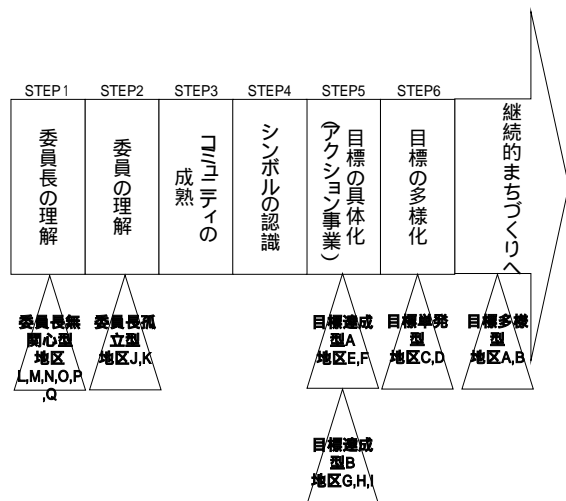 STEP1
STEP2
STEP3
STEP4
STEP5
STEP6
委員長の理解
委員の理解
コミュニティの
成熟
シンボルの認識
目標の具体化
(アクション事業)
目標の多様化
継続的まちづくりへ
委員長無
関心型
地区
L,M,N,O,P
,Q
委員長孤
立型
地区J,K
目標達成
型A
地区E,F
目標単発
型
地区C,D
目標多様
型
地区A,B
目標達成
型B
地区G,H,I